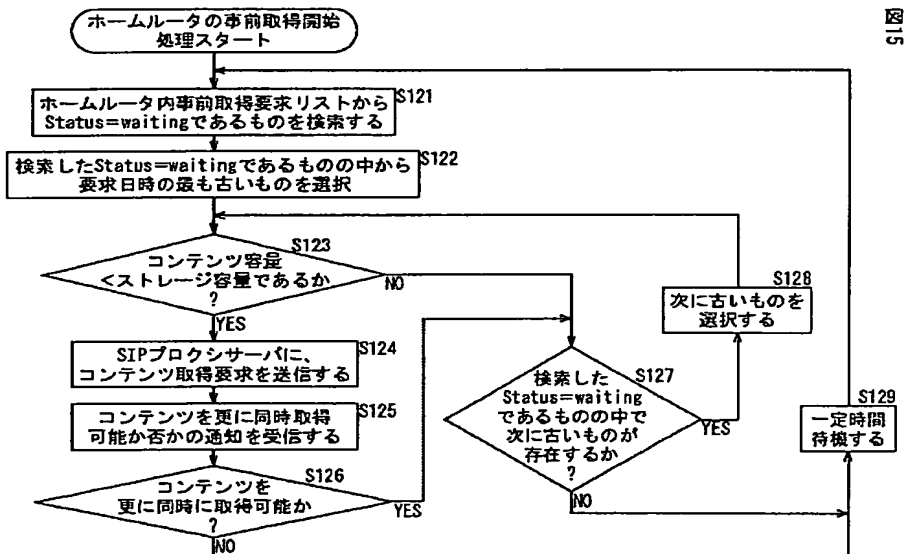 図15
ホームルータの事前取得開始
処理スタート
S121
ホームルータ内事前取得要求リストから
Status=waitingであるものを検索する
S122
検索したStatus=waitingであるものの中から
要求日時の最も古いものを選択
S123
コンテンツ容量
<ストレージ容量であるか
?
NO
YES
S124
SIPプロクシサーバに、
コンテンツ取得要求を送信する
S125
コンテンツを更に同時取得
可能か否かの通知を受信する
S126
コンテンツを
更に同時に取得可能か
?
YES
NO
S127
検索した
Status=waiting
であるものの中で
次に古いものが
存在するか
?
YES
NO
S128
次に古いものを
選択する
S129
一定時間
待機する